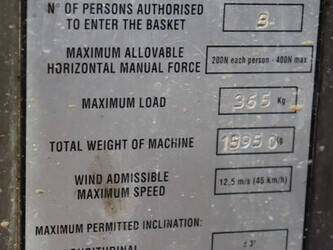 N° OF PERSONS AUTHORISED
TO ENTER THE BASKET
3
MAXIMUM ALLOWABLE
HORIZONTAL MANUAL FORCE
200N each person - 400N max
MAXIMUM LOAD
365 Kg
TOTAL WEIGHT OF MACHINE
15950 Kg
WIND ADMISSIBLE
MAXIMUM SPEED
12.5 m/s (45 Km/h)
MAXIMUM PERMITTED INCLINATION:
± 3°